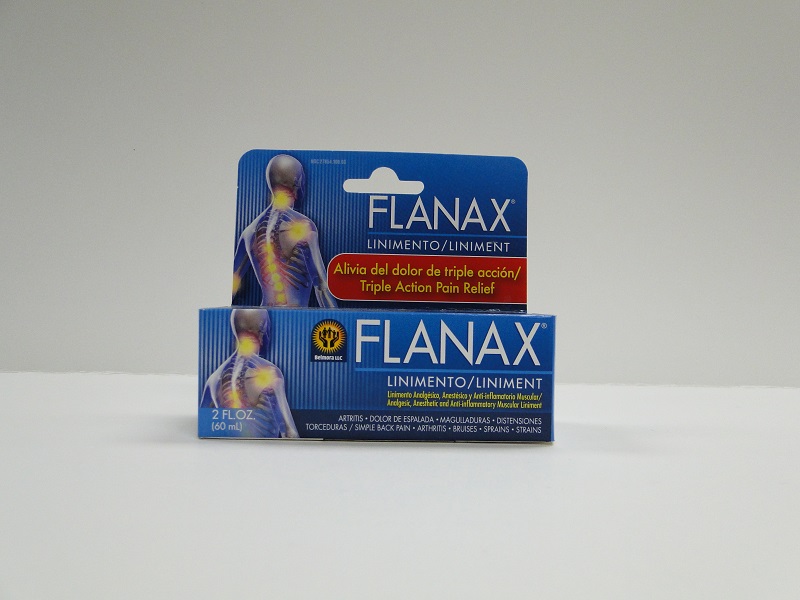 FLANAX®
LINIMENTO/LINIMENT
Alivia del dolor de triple acción/
Triple Action Pain Relief
Belmora LLC
FLANAX®
LINIMENTO/LINIMENT
Linimento Analgésico, Anestésico y Anti-inflamatorio Muscular/
Analgesic, Anesthetic and Anti-inflammatory Muscular Liniment
2 FL.OZ.
(60 mL)
ARTRITIS • DOLOR DE ESPALADA • MAGULLADURAS • DISTENSIONES
TORCEDURAS / SIMPLE BACK PAIN • ARTHRITIS • BRUISES • SPRAINS • STRAINS